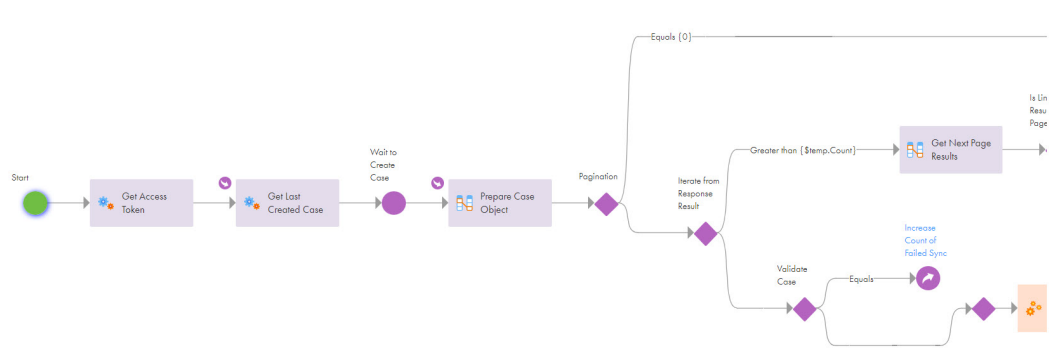 Equals {0}
Is Lin
Resu
Page
Greater than {$temp.Count}
Get Next Page
Results
Wait to
Create
Case
Start
Pagination
Iterate from
Response
Result
Get Access
Token
Get Last
Created Case
Prepare Case
Object
Increase
Count of
Failed Sync
Validate
Case
Equals